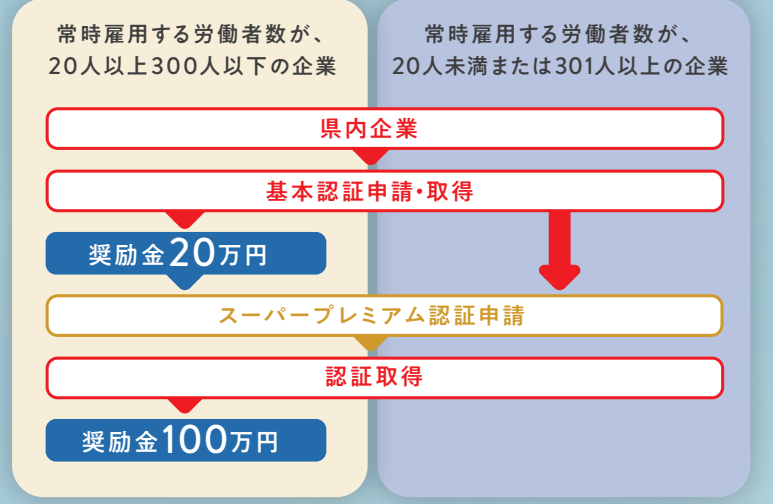 常時雇用する労働者数が、
20人以上300人以下の企業
常時雇用する労働者数が、
20人未満または301人以上の企業
県内企業
基本認証申請・取得
奨励金20万円
スーパープレミアム認証申請
認証取得
奨励金100万円